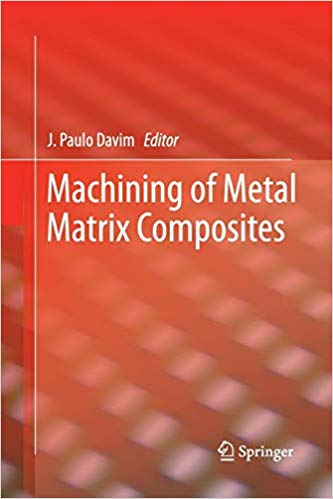 J. Paulo Davim Editor
Machining of Metal
Matrix Composites
Springer